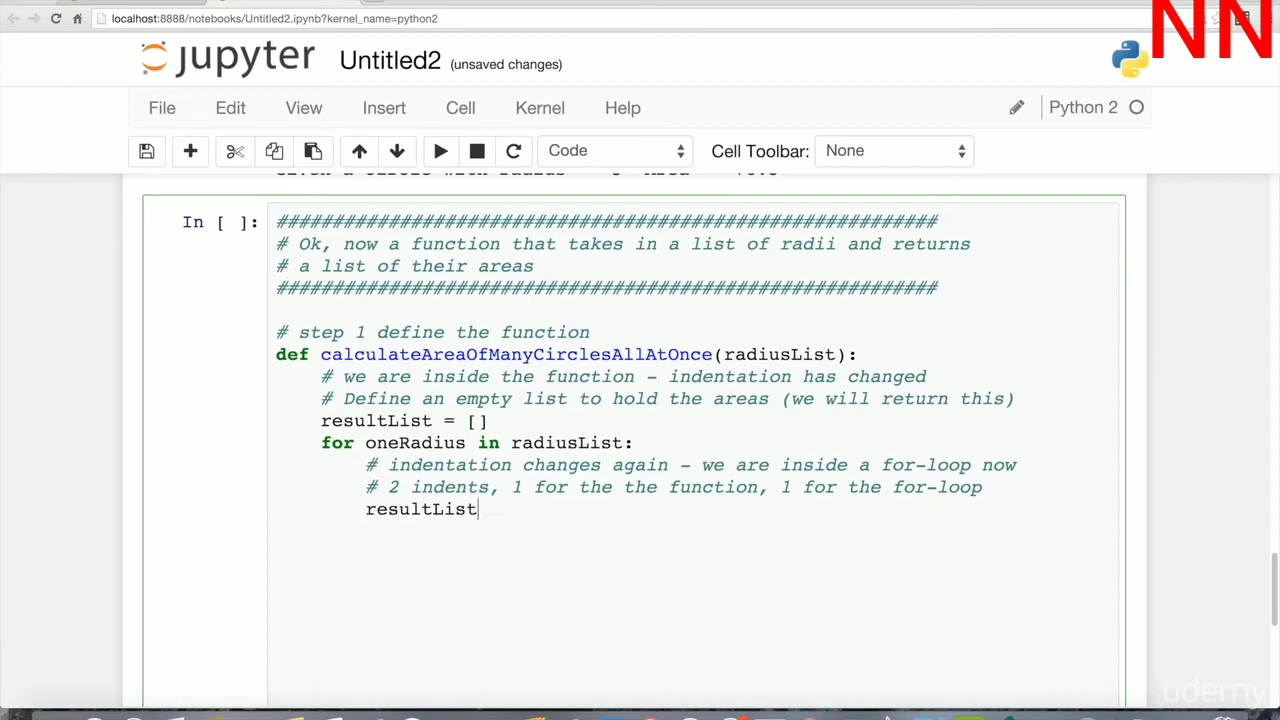 localhost:8888/notebooks/Untitled2.ipynb?kernel_name=python2
NN
jupyter Untitled2 (unsaved changes)
File Edit View Insert Cell Kernel Help Python 2
Code Cell Toolbar: None
In [ ]:
###########################################################
# Ok, now a function that takes in a list of radii and returns
# a list of their areas
###########################################################
# step 1 define the function
def calculateAreaOfManyCirclesAllAtOnce(radiusList):
# we are inside the function - indentation has changed
# Define an empty list to hold the areas (we will return this)
resultList = []
for oneRadius in radiusList:
# indentation changes again - we are inside a for-loop now
# 2 indents, 1 for the the function, 1 for the for-loop
resultList
udemy